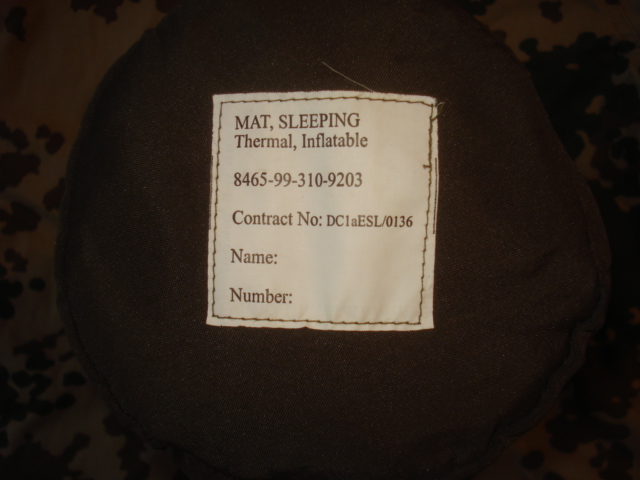 MAT, SLEEPING
Thermal, Inflatable
8465-99-310-9203
Contract No: DC1aESL/0136
Name:
Number: